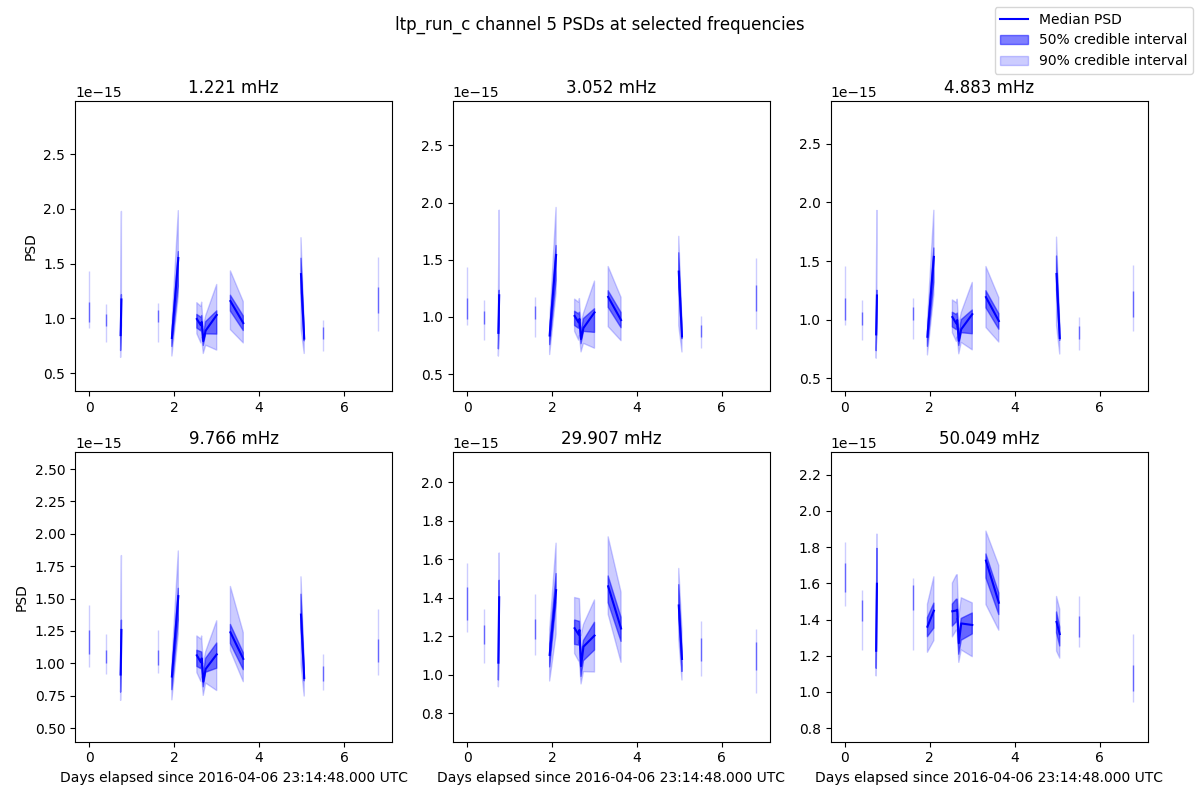 ltp_run_c channel 5 PSDs at selected frequencies
Median PSD
50% credible interval
90% credible interval
1.221 mHz
1e−15
2.5
2.0
1.5
1.0
0.5
PSD
0 2 4 6
3.052 mHz
1e−15
2.5
2.0
1.5
1.0
0.5
0 2 4 6
4.883 mHz
1e−15
2.5
2.0
1.5
1.0
0.5
0 2 4 6
9.766 mHz
1e−15
2.50
2.25
2.00
1.75
1.50
1.25
1.00
0.75
0.50
PSD
0 2 4 6
Days elapsed since 2016-04-06 23:14:48.000 UTC
29.907 mHz
1e−15
2.0
1.8
1.6
1.4
1.2
1.0
0.8
0 2 4 6
Days elapsed since 2016-04-06 23:14:48.000 UTC
50.049 mHz
1e−15
2.2
2.0
1.8
1.6
1.4
1.2
1.0
0.8
0 2 4 6
Days elapsed since 2016-04-06 23:14:48.000 UTC